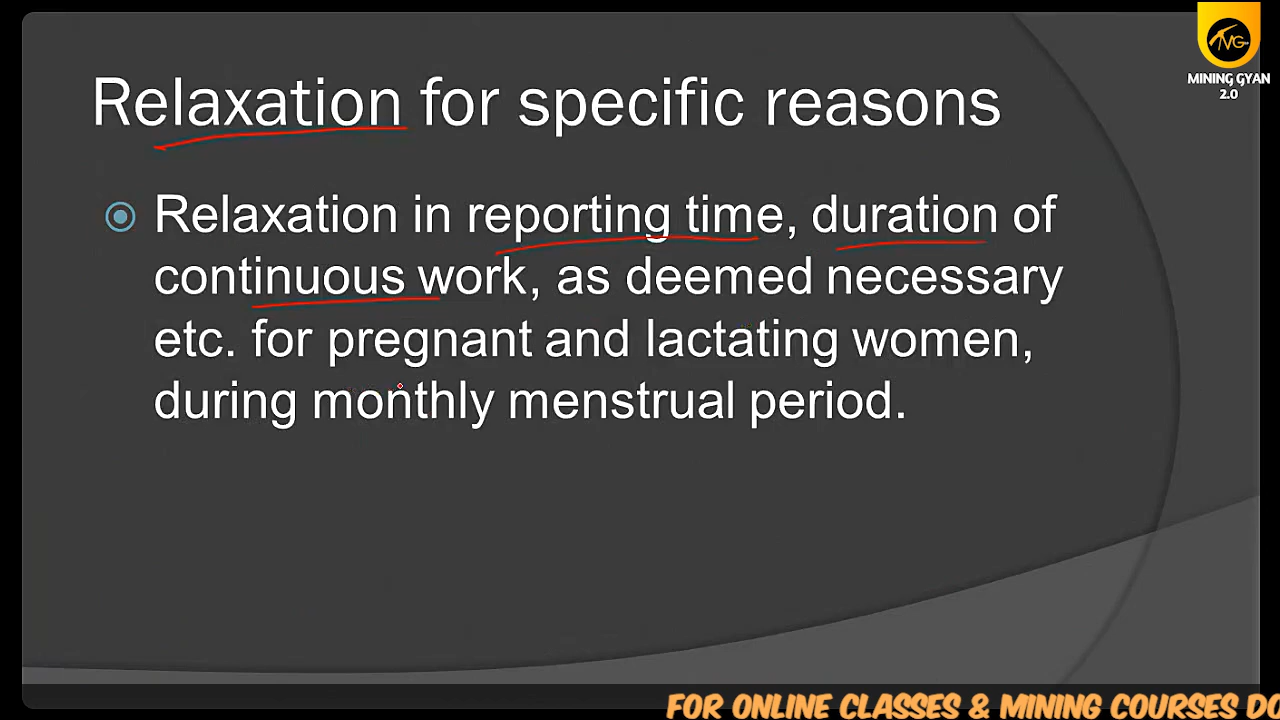 Relaxation for specific reasons
Relaxation in reporting time, duration of
continuous work, as deemed necessary
etc. for pregnant and lactating women,
during monthly menstrual period.
MINING GYAN
2.0
FOR ONLINE CLASSES & MINING COURSES DO